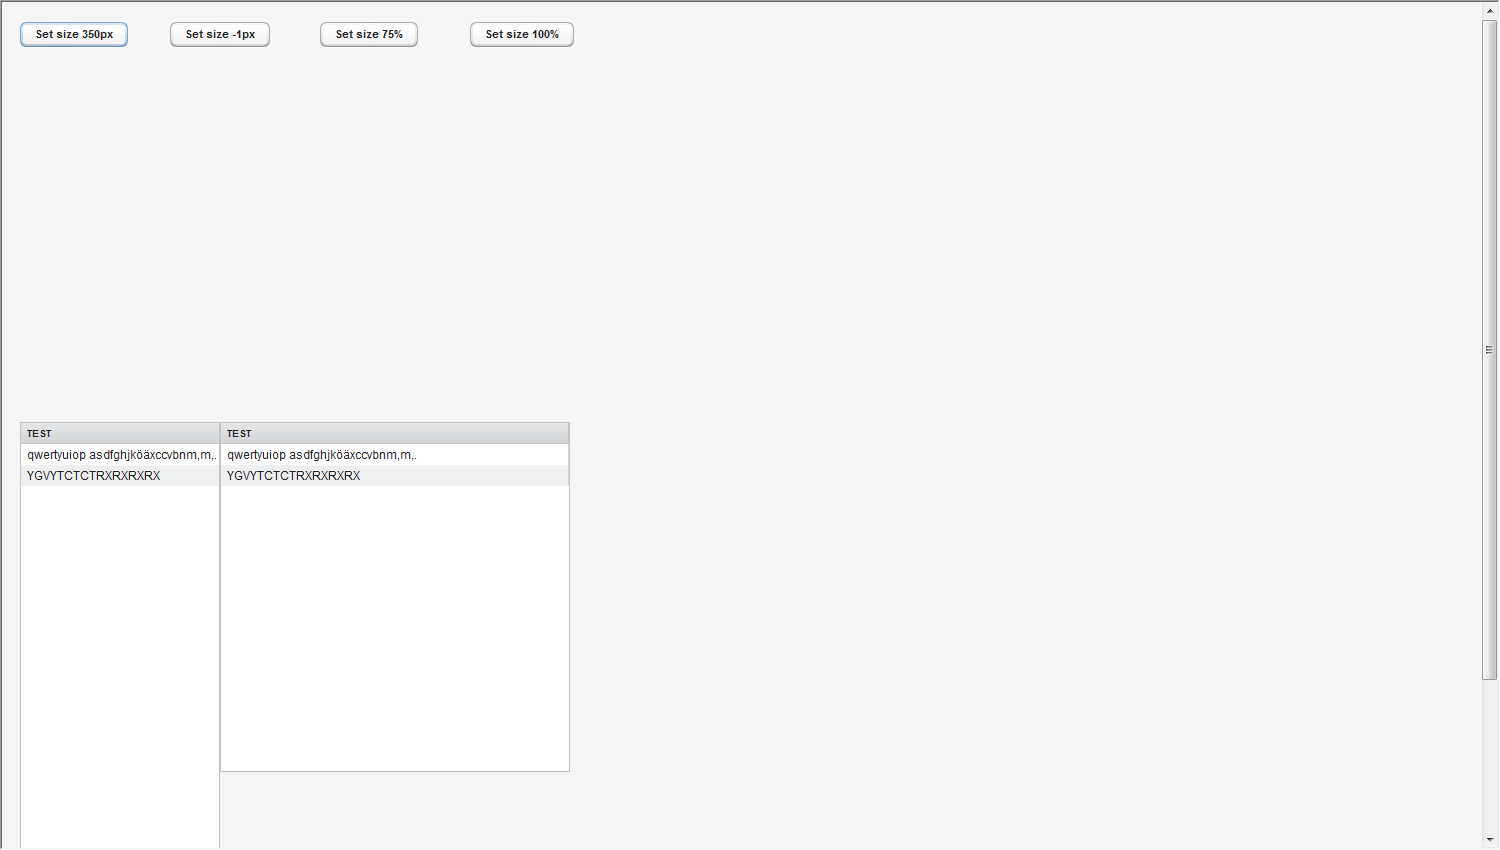 Set size 350px Set size -1px Set size 75% Set size 100%
TEST TEST
qwertyuiop asdfghjköäxccvbnm,m,. qwertyuiop asdfghjköäxccvbnm,m,.
YGVYTCTCTRXRXRXRX YGVYTCTCTRXRXRXRX